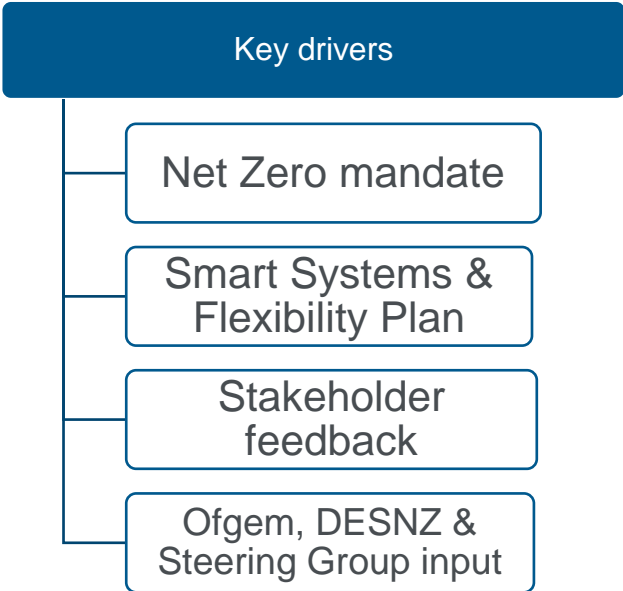 Key drivers
Net Zero mandate
Smart Systems &
Flexibility Plan
Stakeholder
feedback
Ofgem, DESNZ &
Steering Group input